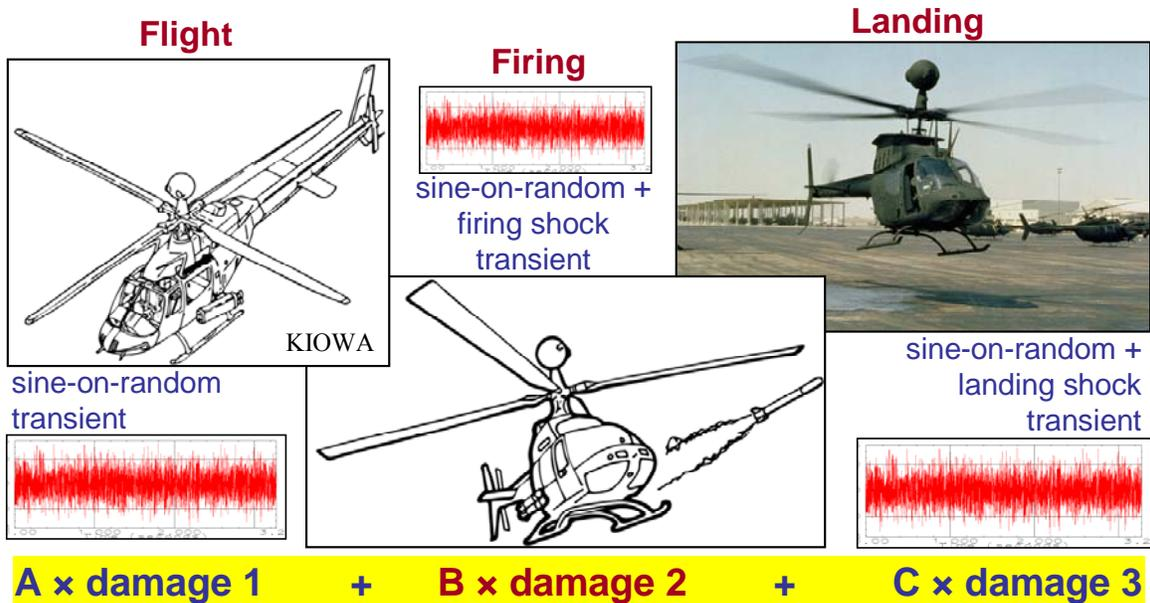 Flight
Firing
Landing
sine-on-random +
firing shock
transient
KIOWA
sine-on-random
transient
sine-on-random +
landing shock
transient
A × damage 1 + B × damage 2 + C × damage 3